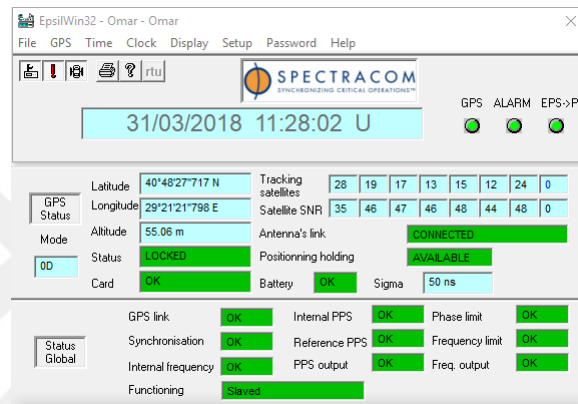 EpsilWin32 - Omar - Omar
File GPS Time Clock Display Setup Password Help
rtu
SPECTRACOM
SYNCHRONIZING CRITICAL OPERATIONS™
GPS ALARM EPS->P
31/03/2018 11:28:02 U
GPS Status
Mode
0D
Latitude 40°48'27"717 N
Longitude 29°21'21"798 E
Altitude 55.06 m
Status LOCKED
Card OK
Tracking satellites 28 19 17 13 15 12 24 0
Satellite SNR 35 46 47 46 48 44 48 0
Antenna's link CONNECTED
Positionning holding AVAILABLE
Battery OK Sigma 50 ns
Status Global
GPS link OK Internal PPS OK Phase limit OK
Synchronisation OK Reference PPS OK Frequency limit OK
Internal frequency OK PPS output OK Freq. output OK
Functioning Slaved